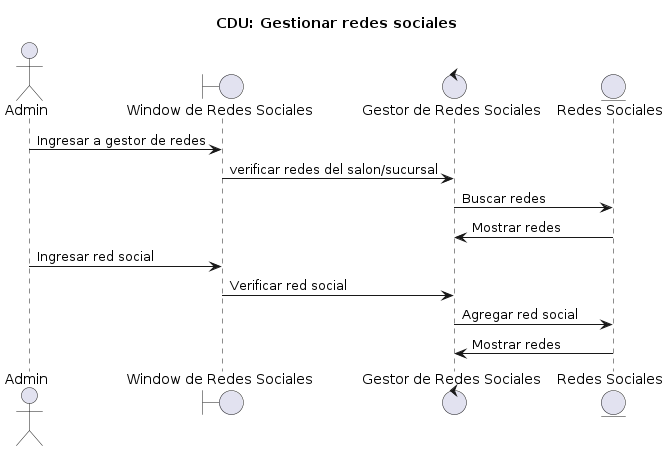 CDU: Gestionar redes sociales
Admin
Window de Redes Sociales
Gestor de Redes Sociales
Redes Sociales
Ingresar a gestor de redes
verificar redes del salon/sucursal
Buscar redes
Mostrar redes
Ingresar red social
Verificar red social
Agregar red social
Mostrar redes
Admin
Window de Redes Sociales
Gestor de Redes Sociales
Redes Sociales